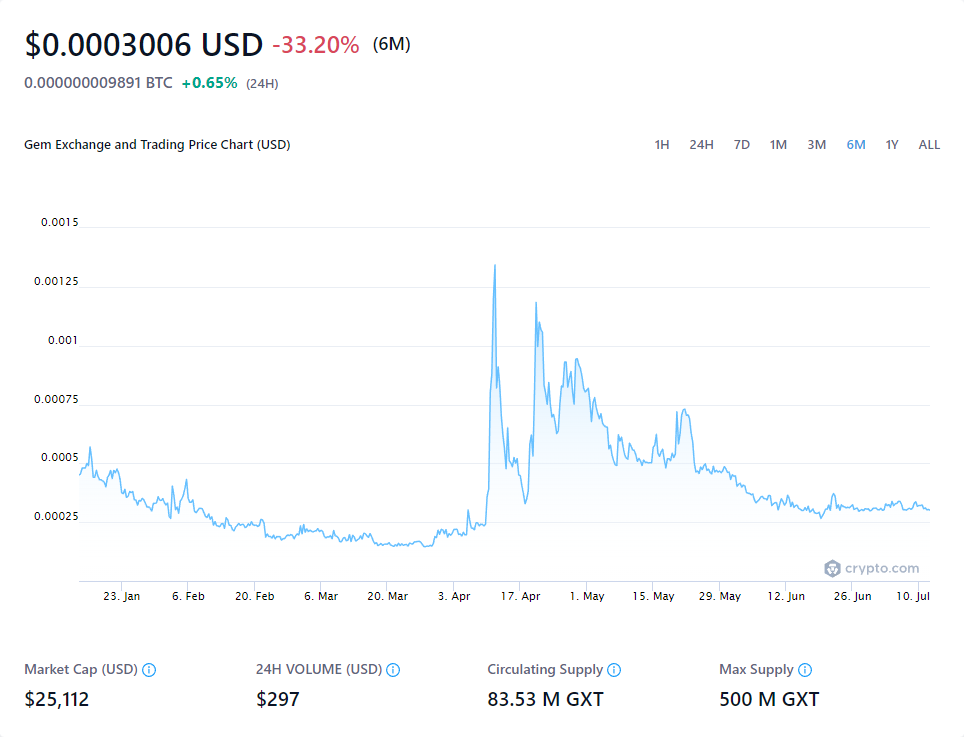 $0.0003006 USD -33.20% (6M)
0.000000009891 BTC +0.65% (24H)
Gem Exchange and Trading Price Chart (USD) 1H 24H 7D 1M 3M 6M 1Y ALL
0.0015
0.00125
0.001
0.00075
0.0005
0.00025
crypto.com
23. Jan 6. Feb 20. Feb 6. Mar 20. Mar 3. Apr 17. Apr 1. May 15. May 29. May 12. Jun 26. Jun 10. Jul
Market Cap (USD) 24H VOLUME (USD) Circulating Supply Max Supply
$25,112 $297 83.53 M GXT 500 M GXT